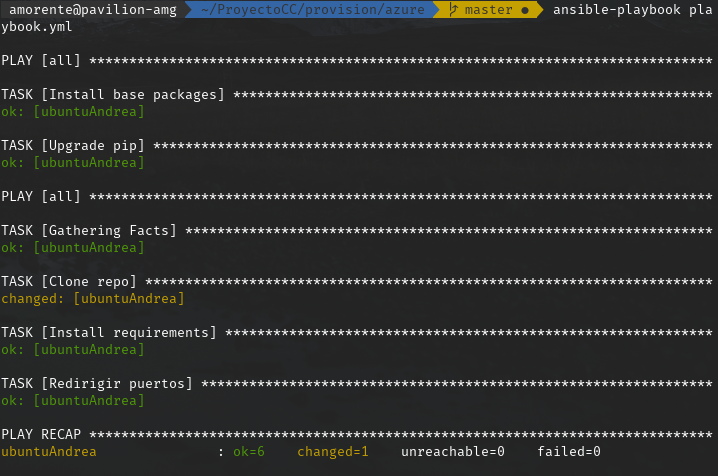 amorente@pavilion-amg ~/ProyectoCC/provision/azure master ● ansible-playbook pla
ybook.yml
PLAY [all] ******************************************************************************
TASK [Install base packages] ************************************************************
ok: [ubuntuAndrea]
TASK [Upgrade pip] **********************************************************************
ok: [ubuntuAndrea]
PLAY [all] ******************************************************************************
TASK [Gathering Facts] ******************************************************************
ok: [ubuntuAndrea]
TASK [Clone repo] ***********************************************************************
changed: [ubuntuAndrea]
TASK [Install requirements] *************************************************************
ok: [ubuntuAndrea]
TASK [Redirigir puertos] ****************************************************************
ok: [ubuntuAndrea]
PLAY RECAP ******************************************************************************
ubuntuAndrea               : ok=6    changed=1    unreachable=0    failed=0